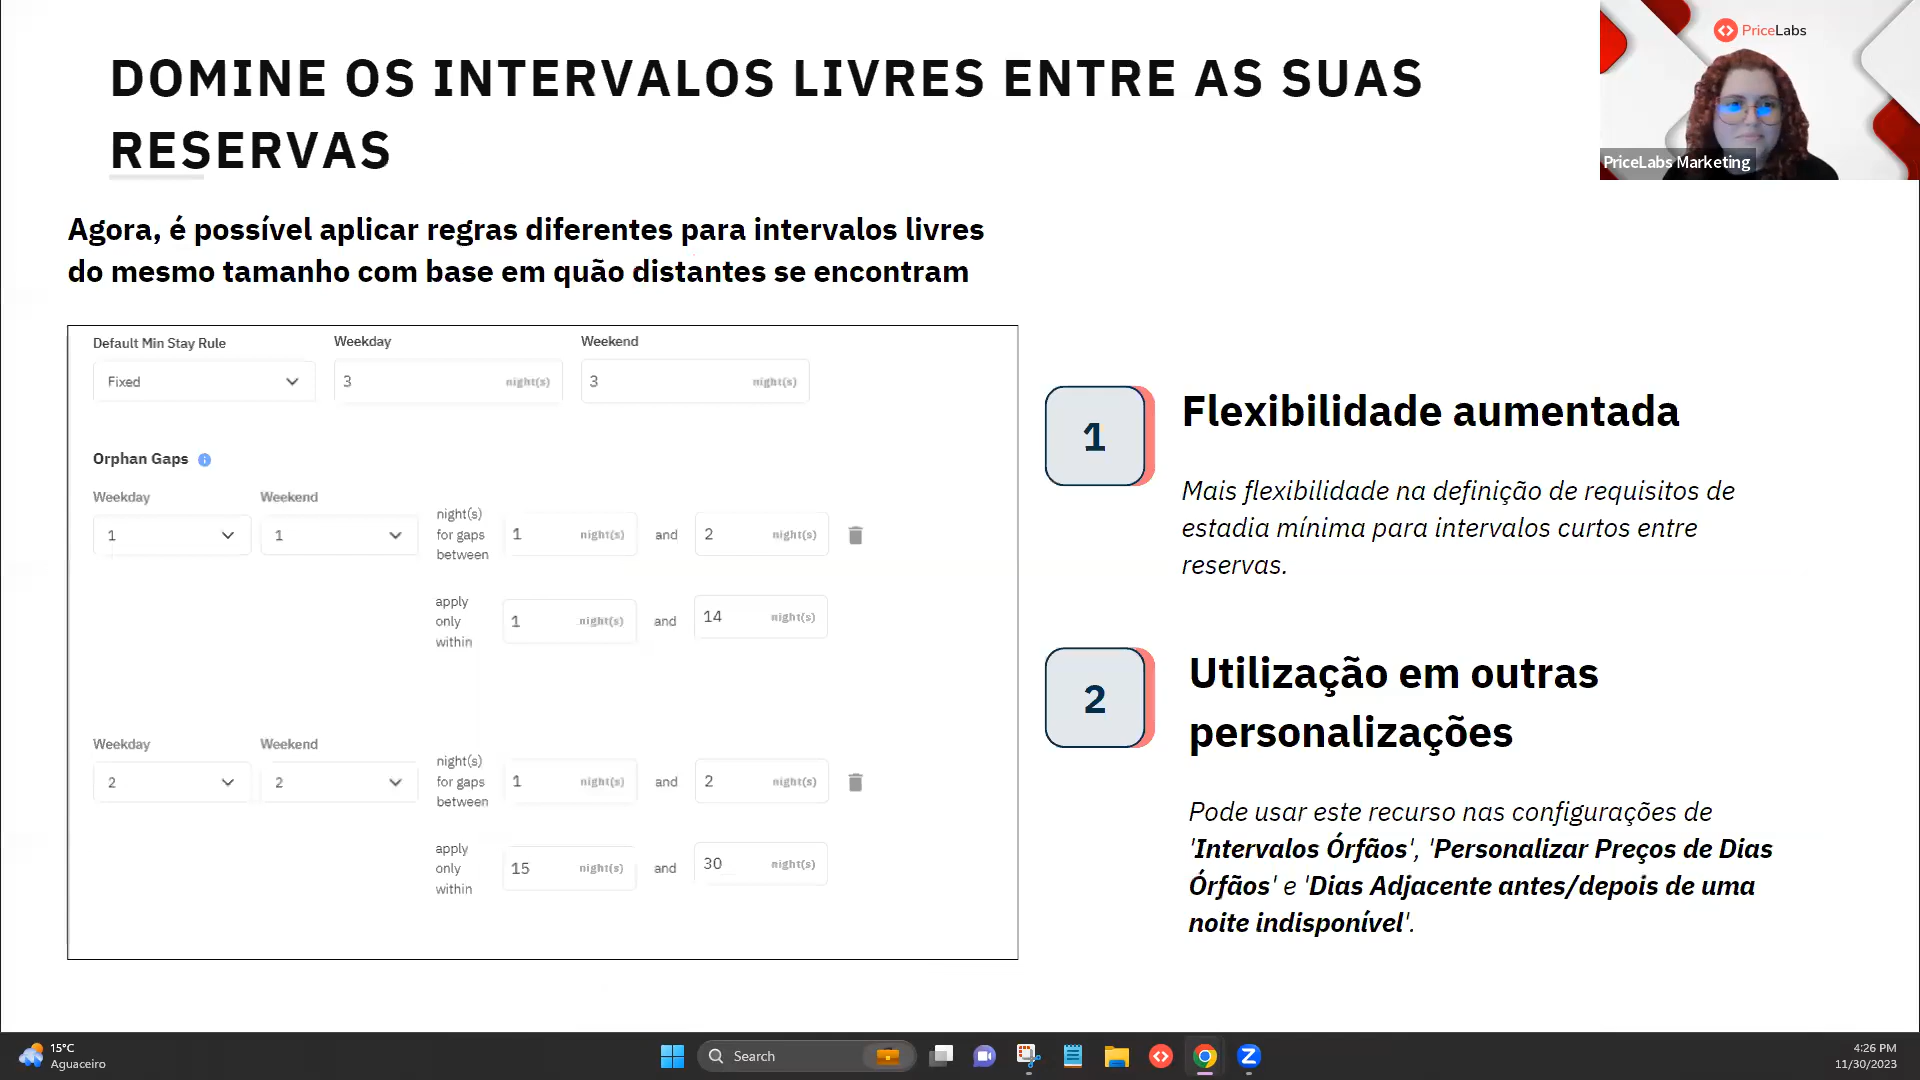 DOMINE OS INTERVALOS LIVRES ENTRE AS SUAS
RESERVAS
PriceLabs
PriceLabs Marketing
Agora, é possível aplicar regras diferentes para intervalos livres
do mesmo tamanho com base em quão distantes se encontram
Default Min Stay Rule
Weekday
Weekend
Fixed
3 night(s)
3 night(s)
Orphan Gaps
Weekday
Weekend
1
1
night(s)
for gaps
between
1 night(s)
and
2 night(s)
apply
only
within
1 night(s)
and
14 night(s)
Weekday
Weekend
2
2
night(s)
for gaps
between
1 night(s)
and
2 night(s)
apply
only
within
15 night(s)
and
30 night(s)
1
Flexibilidade aumentada
Mais flexibilidade na definição de requisitos de
estadia mínima para intervalos curtos entre
reservas.
2
Utilização em outras
personalizações
Pode usar este recurso nas configurações de
'Intervalos Órfãos', 'Personalizar Preços de Dias
Órfãos' e 'Dias Adjacente antes/depois de uma
noite indisponível'.
15°C
Aguaceiro
Search
4:26 PM
11/30/2023